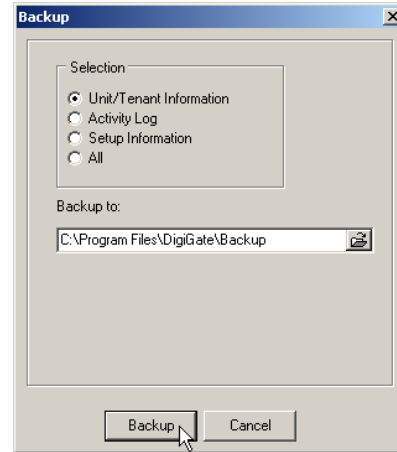 Backup
Selection
Unit/Tenant Information
Activity Log
Setup Information
All
Backup to:
C:\Program Files\DigiGate\Backup
Backup Cancel